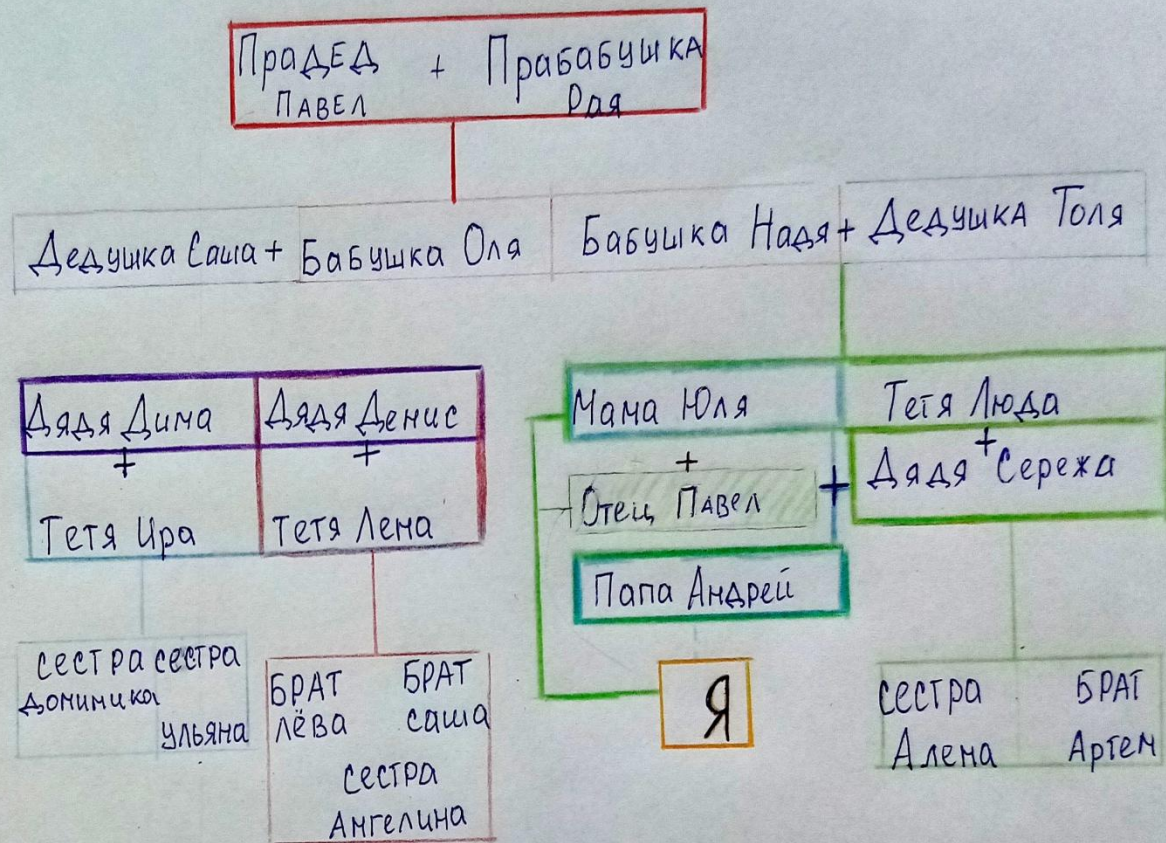 ПраДЕД + Прабабушка
Павел Рая
Дедушка Саша + Бабушка Оля Бабушка Надя + Дедушка Толя
Дядя Дима Дядя Денис Мама Юля Тетя Люда
+ + + +
Отец Павел + Дядя Сережа
Тетя Ира Тетя Лена
Папа Андрей
сестра сестра
Доминика
ульяна
БРАТ БРАТ
лёва саша
сестра
Ангелина
Я
сестра БРАТ
Алена Артем